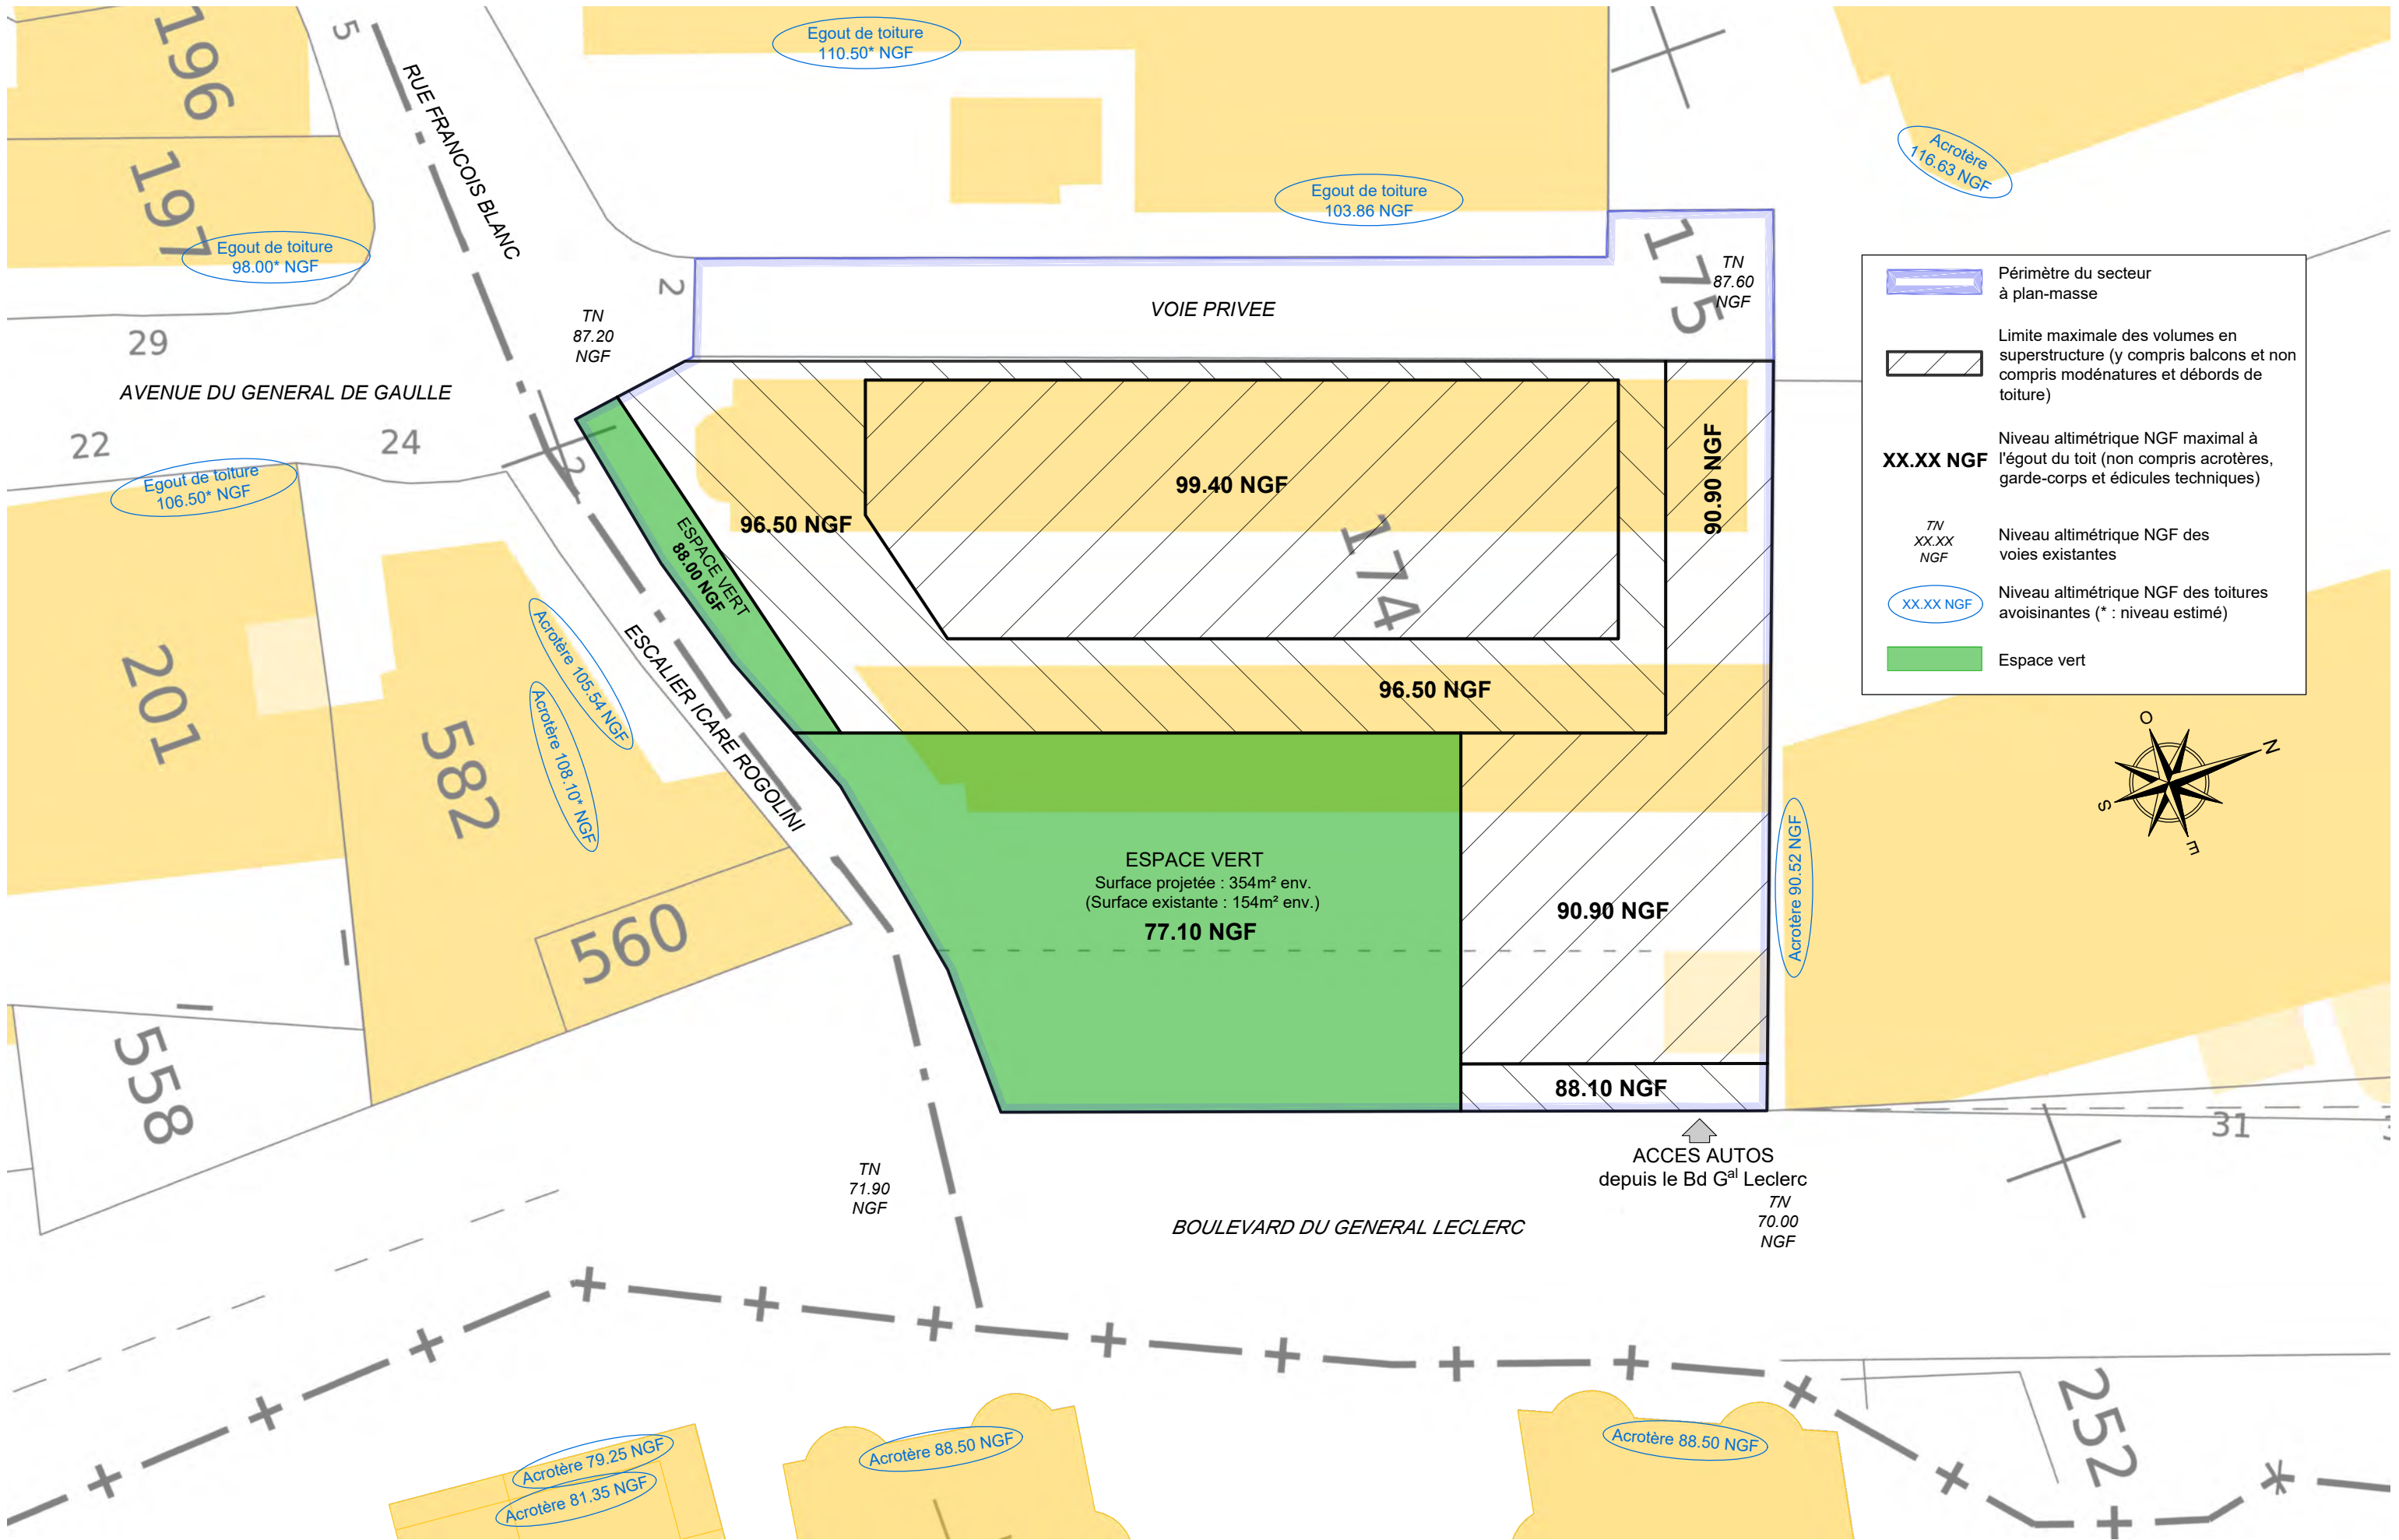 196
5
RUE FRANCOIS BLANC
Egout de toiture
110.50* NGF
Acrotère
116.63 NGF
197
Egout de toiture
98.00* NGF
Egout de toiture
103.86 NGF
2
175
TN
87.60
NGF
TN
87.20
NGF
VOIE PRIVEE
29
AVENUE DU GENERAL DE GAULLE
22
24
2
Egout de toiture
106.50* NGF
Périmètre du secteur
à plan-masse
Limite maximale des volumes en
superstructure (y compris balcons et non
compris modénatures et débords de
toiture)
XX.XX NGF
Niveau altimétrique NGF maximal à
l'égout du toit (non compris acrotères,
garde-corps et édicules techniques)
TN
XX.XX
NGF
Niveau altimétrique NGF des
voies existantes
XX.XX NGF
Niveau altimétrique NGF des toitures
avoisinantes (* : niveau estimé)
Espace vert
99.40 NGF
90.90 NGF
96.50 NGF
174
ESPACE VERT
88.00 NGF
96.50 NGF
201
582
Acrotère 105.54 NGF
Acrotère 108.10* NGF
ESCALIER ICARE ROGOLINI
O
N
S
E
ESPACE VERT
Surface projetée : 354m² env.
(Surface existante : 154m² env.)
77.10 NGF
90.90 NGF
Acrotère 90.52 NGF
560
558
88.10 NGF
31
ACCES AUTOS
depuis le Bd Gal Leclerc
TN
71.90
NGF
TN
70.00
NGF
BOULEVARD DU GENERAL LECLERC
252
Acrotère 79.25 NGF
Acrotère 81.35 NGF
Acrotère 88.50 NGF
Acrotère 88.50 NGF